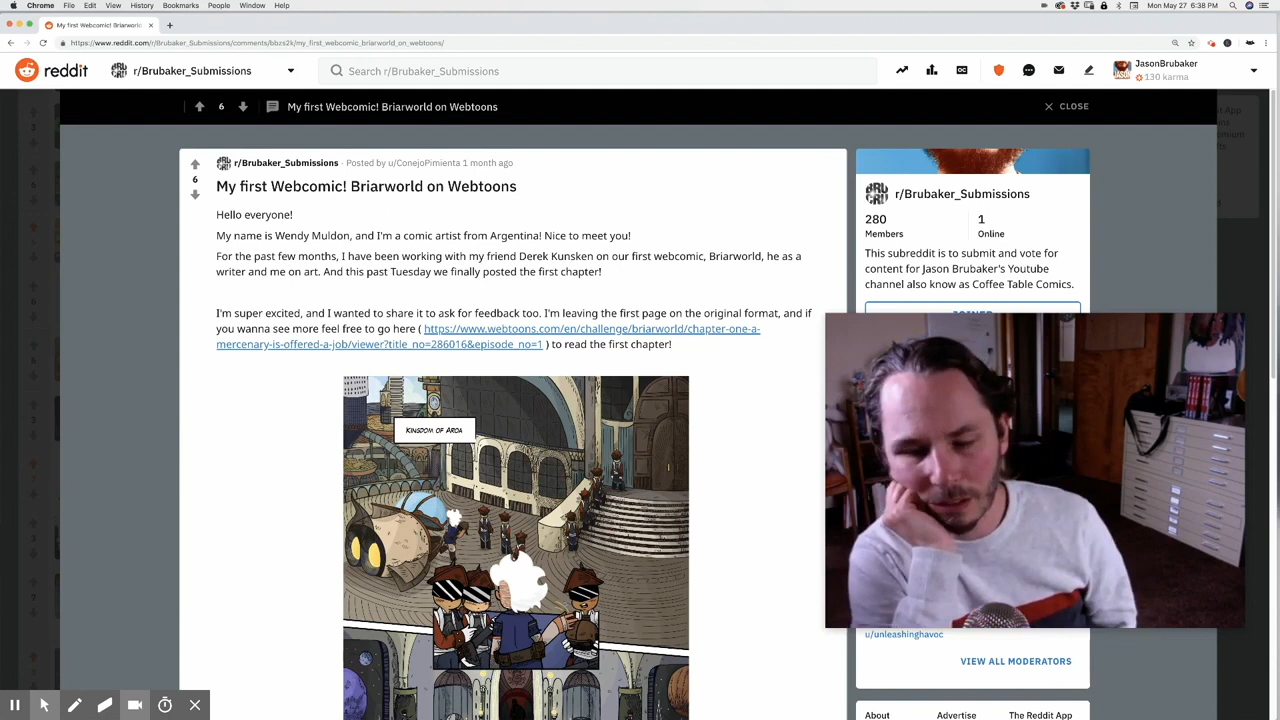 Chrome File Edit View History Bookmarks People Window Help
Mon May 27 6:38 PM
My first Webcomic! Briarworld
https://www.reddit.com/r/Brubaker_Submissions/comments/bbzs2k/my_first_webcomic_briarworld_on_webtoons/
reddit r/Brubaker_Submissions Search r/Brubaker_Submissions JasonBrubaker
130 karma
6 My first Webcomic! Briarworld on Webtoons CLOSE
r/Brubaker_Submissions · Posted by u/ConejoPimienta 1 month ago
6
My first Webcomic! Briarworld on Webtoons
Hello everyone!
My name is Wendy Muldon, and I'm a comic artist from Argentina! Nice to meet you!
For the past few months, I have been working with my friend Derek Kunsken on our first webcomic, Briarworld, he as a
writer and me on art. And this past Tuesday we finally posted the first chapter!
I'm super excited, and I wanted to share it to ask for feedback too. I'm leaving the first page on the original format, and if
you wanna see more feel free to go here ( https://www.webtoons.com/en/challenge/briarworld/chapter-one-a-
mercenary-is-offered-a-job/viewer?title_no=286016&episode_no=1 ) to read the first chapter!
KINGDOM OF AROA
r/Brubaker_Submissions
280 1
Members Online
This subreddit is to submit and vote for
content for Jason Brubaker's Youtube
channel also know as Coffee Table Comics.
u/unleashinghavoc
VIEW ALL MODERATORS
About Advertise The Reddit App